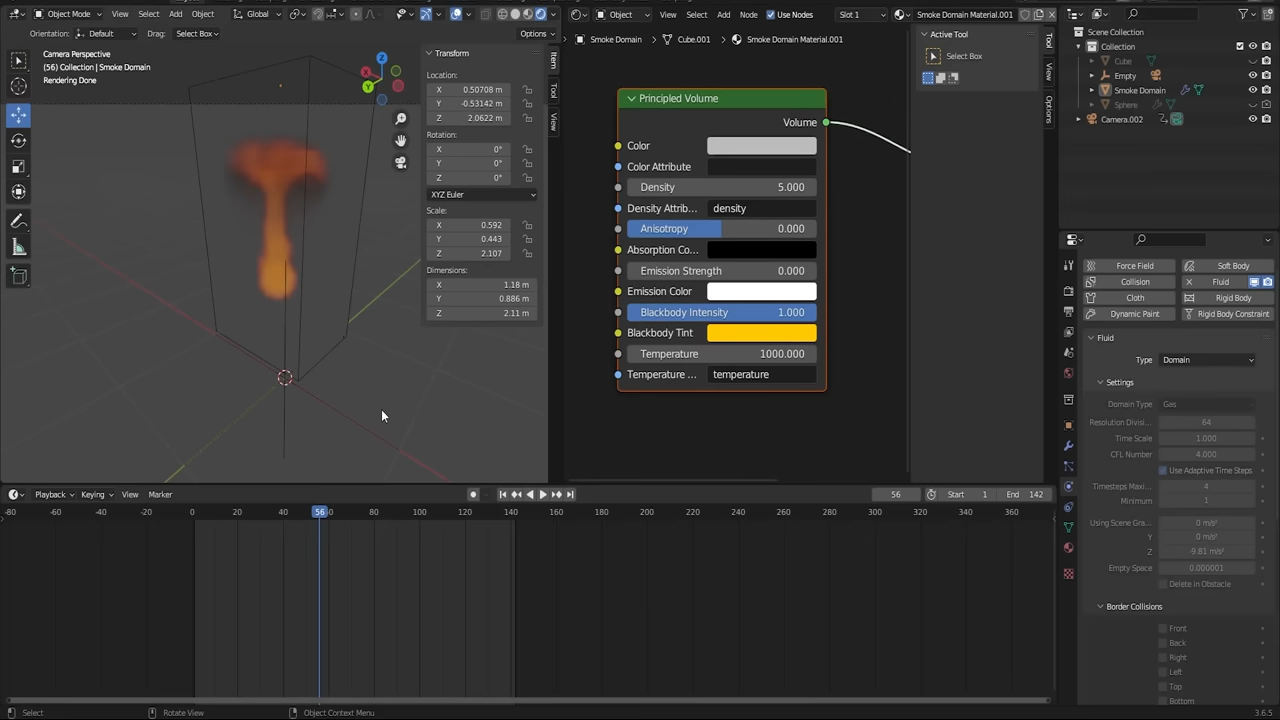 Object Mode
View
Select
Add
Object
Global
Object
View
Select
Add
Node
Use Nodes
Slot 1
Smoke Domain Material.001
Orientation:
Default
Drag:
Select Box
Options
Smoke Domain
Cube.001
Smoke Domain Material.001
Camera Perspective
(56) Collection | Smoke Domain
Rendering Done
Z
X
Y
Transform
Location:
X 0.50708 m
Y -0.53142 m
Z 2.0622 m
Rotation:
X 0°
Y 0°
Z 0°
XYZ Euler
Scale:
X 0.592
Y 0.443
Z 2.107
Dimensions:
X 1.18 m
Y 0.886 m
Z 2.11 m
Item
Tool
View
Principled Volume
Volume
Color
Color Attribute
Density 5.000
Density Attrib... density
Anisotropy 0.000
Absorption Co...
Emission Strength 0.000
Emission Color
Blackbody Intensity 1.000
Blackbody Tint
Temperature 1000.000
Temperature ... temperature
Active Tool
Select Box
Tool
View
Options
Collection
Cube
Empty
Smoke Domain
Sphere
Camera.002
Force Field
Soft Body
Collision
Fluid
Cloth
Rigid Body
Dynamic Paint
Rigid Body Constraint
Fluid
Type Domain
Settings
Domain Type Gas
Resolution Divisi... 64
Time Scale 1.000
CFL Number 4.000
Use Adaptive Time Steps
Timesteps Maxi... 4
Minimum 1
Using Scene Gra... 0 m/s²
Y 0 m/s²
Z -9.81 m/s²
Empty Space 0.000001
Delete in Obstacle
Border Collisions
Front
Back
Right
Left
Top
Bottom
Playback
Keying
View
Marker
56
Start 1
End 142
-80 -60 -40 -20 0 20 40 56 80 100 120 140 160 180 200 220 240 260 280 300 320 340 360
Select
Rotate View
Object Context Menu
3.6.5